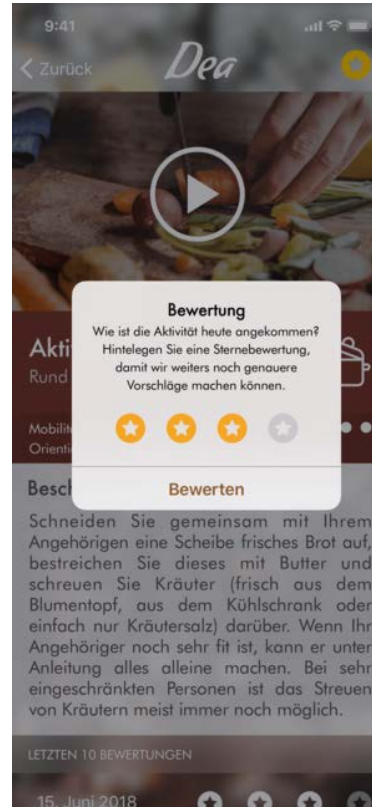 9:41
Zurück
Dea
Bewertung
Wie ist die Aktivität heute angekommen?
Hintelegen Sie eine Sternebewertung,
damit wir weiters noch genauere
Vorschläge machen können.
Akti
Rund
Mobilit
Orienti
Bewerten
Besch
Schneiden Sie gemeinsam mit Ihrem
Angehörigen eine Scheibe frisches Brot auf,
bestreichen Sie dieses mit Butter und
schreuen Sie Kräuter (frisch aus dem
Blumentopf, aus dem Kühlschrank oder
einfach nur Kräutersalz) darüber. Wenn Ihr
Angehöriger noch sehr fit ist, kann er unter
Anleitung alles alleine machen. Bei sehr
eingeschränkten Personen ist das Streuen
von Kräutern meist immer noch möglich.
LETZTEN 10 BEWERTUNGEN
15. Juni 2018